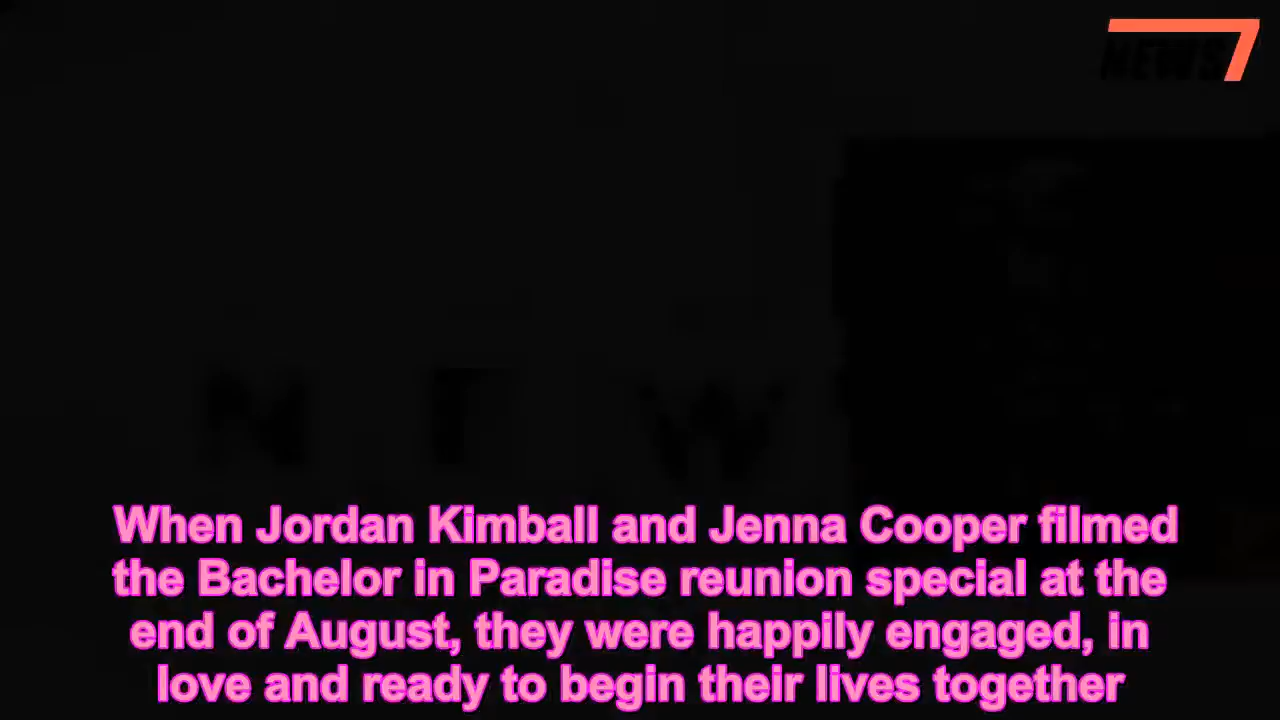 NEWS7
When Jordan Kimball and Jenna Cooper filmed
the Bachelor in Paradise reunion special at the
end of August, they were happily engaged, in
love and ready to begin their lives together